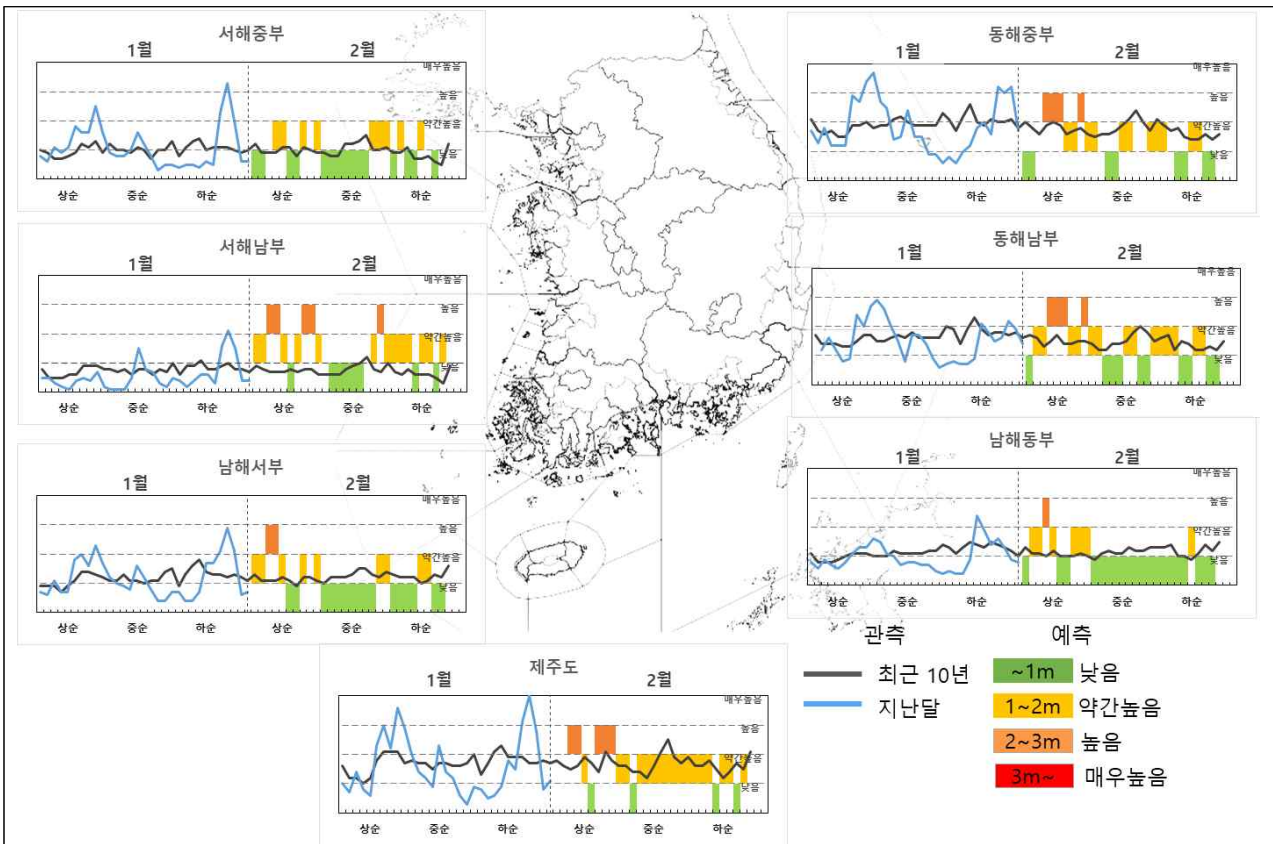 서해중부
1월 2월
매우높음
높음
약간높음
낮음
상순 중순 하순 상순 중순 하순
동해중부
1월 2월
매우높음
높음
약간높음
낮음
상순 중순 하순 상순 중순 하순
서해남부
1월 2월
매우높음
높음
약간높음
낮음
상순 중순 하순 상순 중순 하순
동해남부
1월 2월
매우높음
높음
약간높음
낮음
상순 중순 하순 상순 중순 하순
남해서부
1월 2월
매우높음
높음
약간높음
낮음
상순 중순 하순 상순 중순 하순
남해동부
1월 2월
매우높음
높음
약간높음
낮음
상순 중순 하순 상순 중순 하순
제주도
1월 2월
매우높음
높음
약간높음
낮음
상순 중순 하순 상순 중순 하순
관측 예측
최근 10년 ~1m 낮음
지난달 1~2m 약간높음
2~3m 높음
3m~ 매우높음